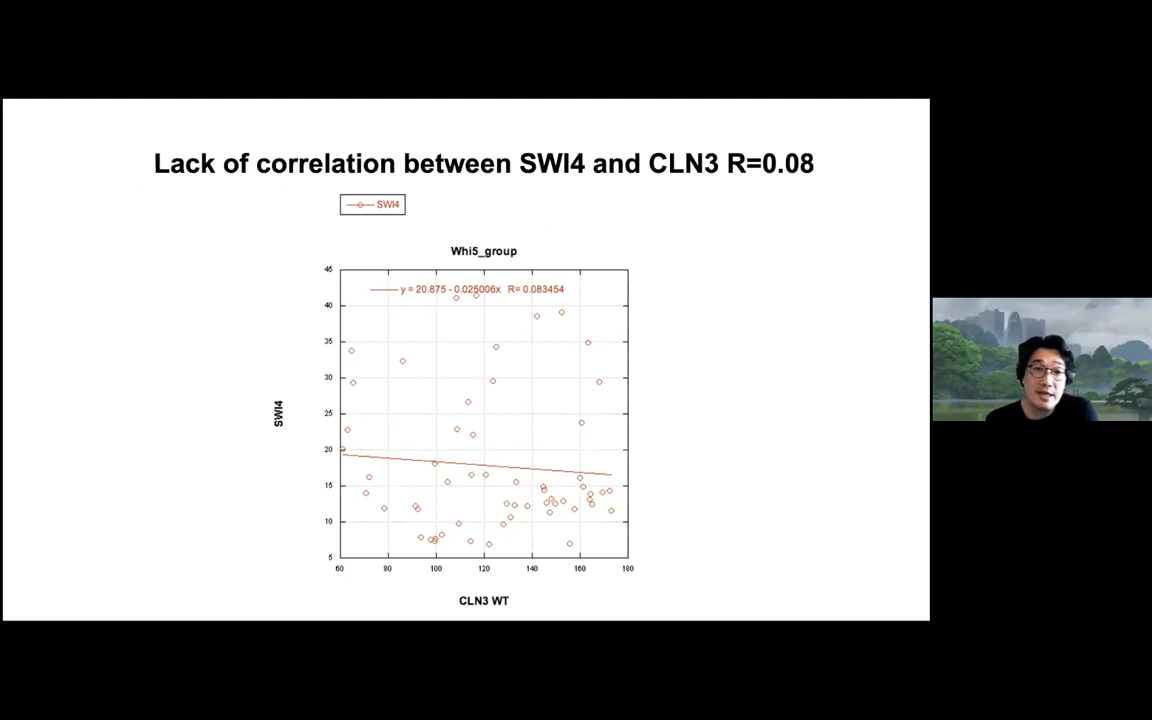 Lack of correlation between SWI4 and CLN3 R=0.08
SWI4
Whi5_group
y = 20.875 - 0.025006x R= 0.083454
45
40
35
30
25
20
15
10
5
SWI4
60 80 100 120 140 160 180
CLN3 WT